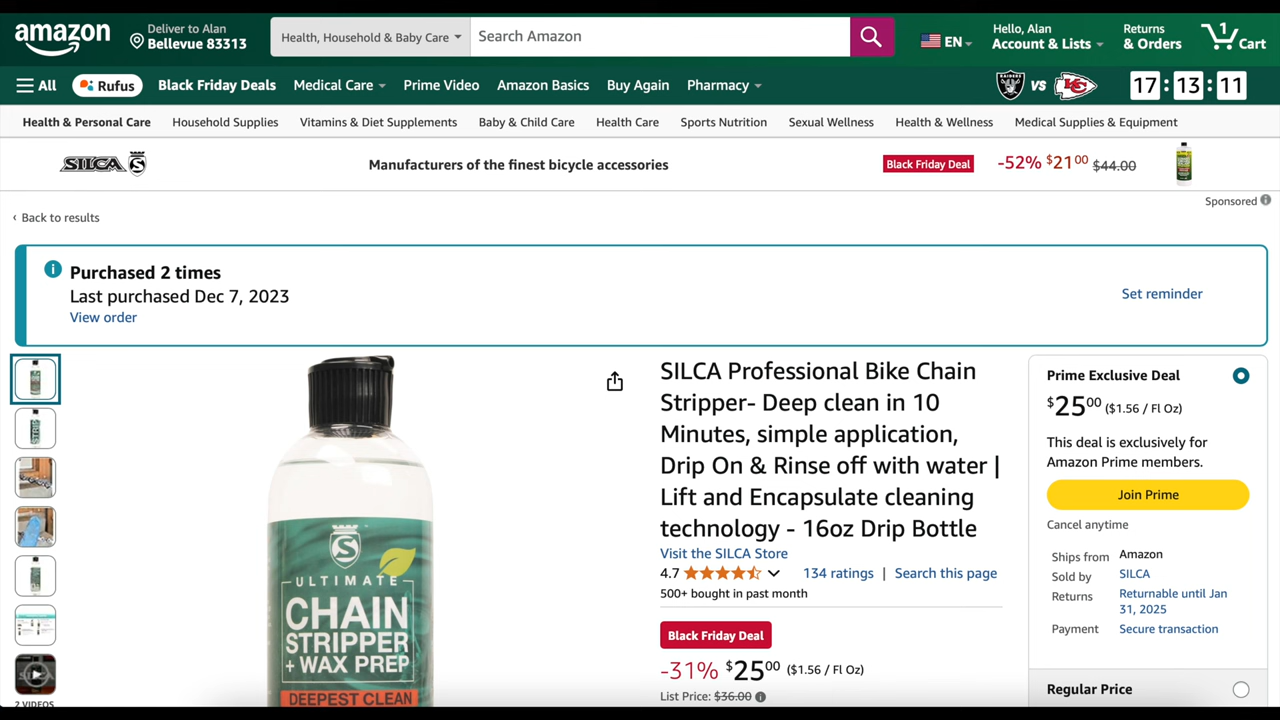 amazon
Deliver to Alan
Bellevue 83313
Health, Household & Baby Care
Search Amazon
EN
Hello, Alan
Account & Lists
Returns
& Orders
1
Cart
All
Rufus
Black Friday Deals
Medical Care
Prime Video
Amazon Basics
Buy Again
Pharmacy
RAIDERS
VS
KC
17:13:11
Health & Personal Care
Household Supplies
Vitamins & Diet Supplements
Baby & Child Care
Health Care
Sports Nutrition
Sexual Wellness
Health & Wellness
Medical Supplies & Equipment
SILCA S
Manufacturers of the finest bicycle accessories
Black Friday Deal
-52% $2100 $44.00
Sponsored
‹ Back to results
Purchased 2 times
Last purchased Dec 7, 2023
View order
Set reminder
2 VIDEOS
S
ULTIMATE
CHAIN
STRIPPER
+ WAX PREP
DEEPEST CLEAN
SILCA Professional Bike Chain
Stripper- Deep clean in 10
Minutes, simple application,
Drip On & Rinse off with water |
Lift and Encapsulate cleaning
technology - 16oz Drip Bottle
Visit the SILCA Store
4.7
134 ratings | Search this page
500+ bought in past month
Black Friday Deal
-31% $2500 ($1.56 / Fl Oz)
List Price: $36.00
Prime Exclusive Deal
$2500 ($1.56 / Fl Oz)
This deal is exclusively for
Amazon Prime members.
Join Prime
Cancel anytime
Ships from Amazon
Sold by SILCA
Returns Returnable until Jan
31, 2025
Payment Secure transaction
Regular Price